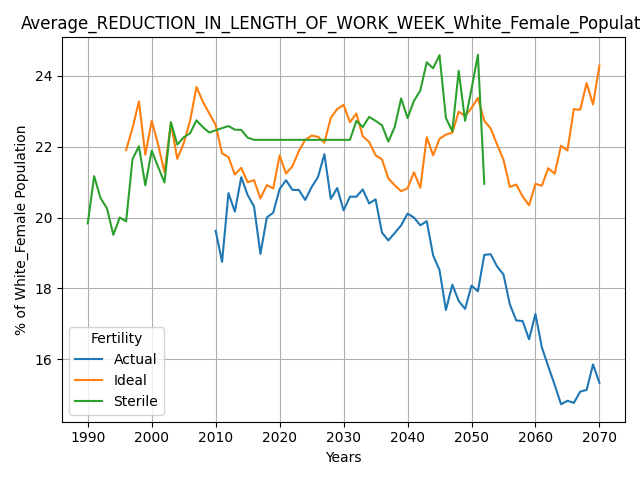 Average_REDUCTION_IN_LENGTH_OF_WORK_WEEK_White_Female_Populat
% of White_Female Population
24
22
20
18
16
Fertility
Actual
Ideal
Sterile
1990 2000 2010 2020 2030 2040 2050 2060 2070
Years